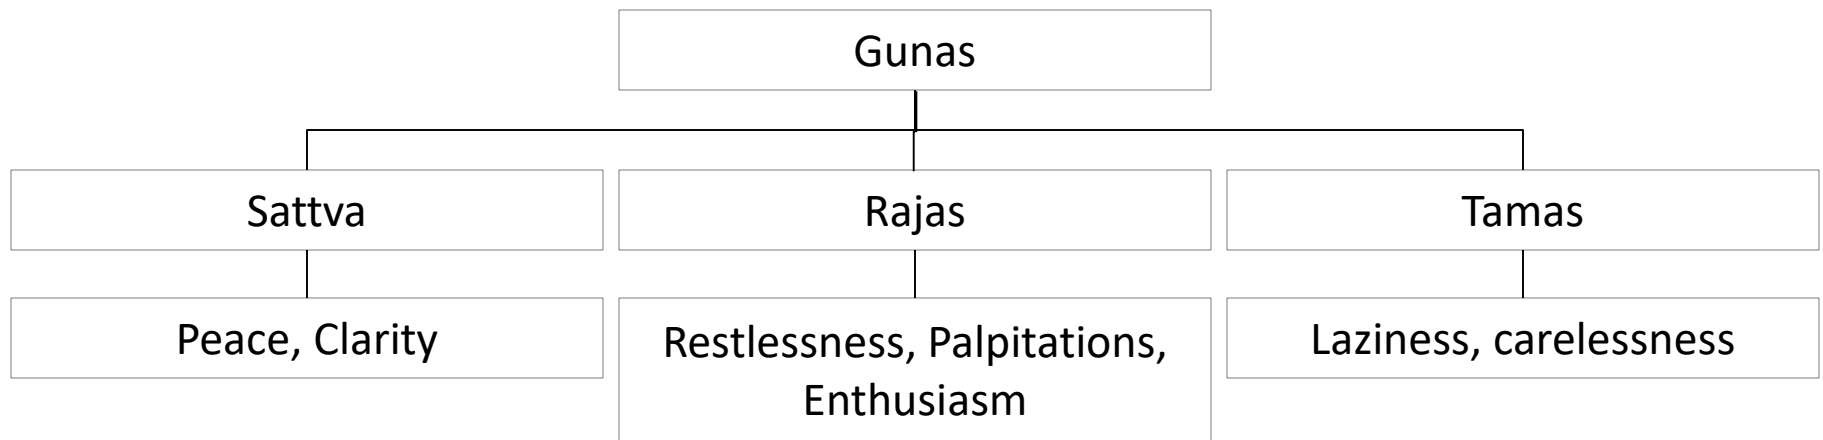 Gunas
Sattva
Rajas
Tamas
Peace, Clarity
Restlessness, Palpitations,
Enthusiasm
Laziness, carelessness